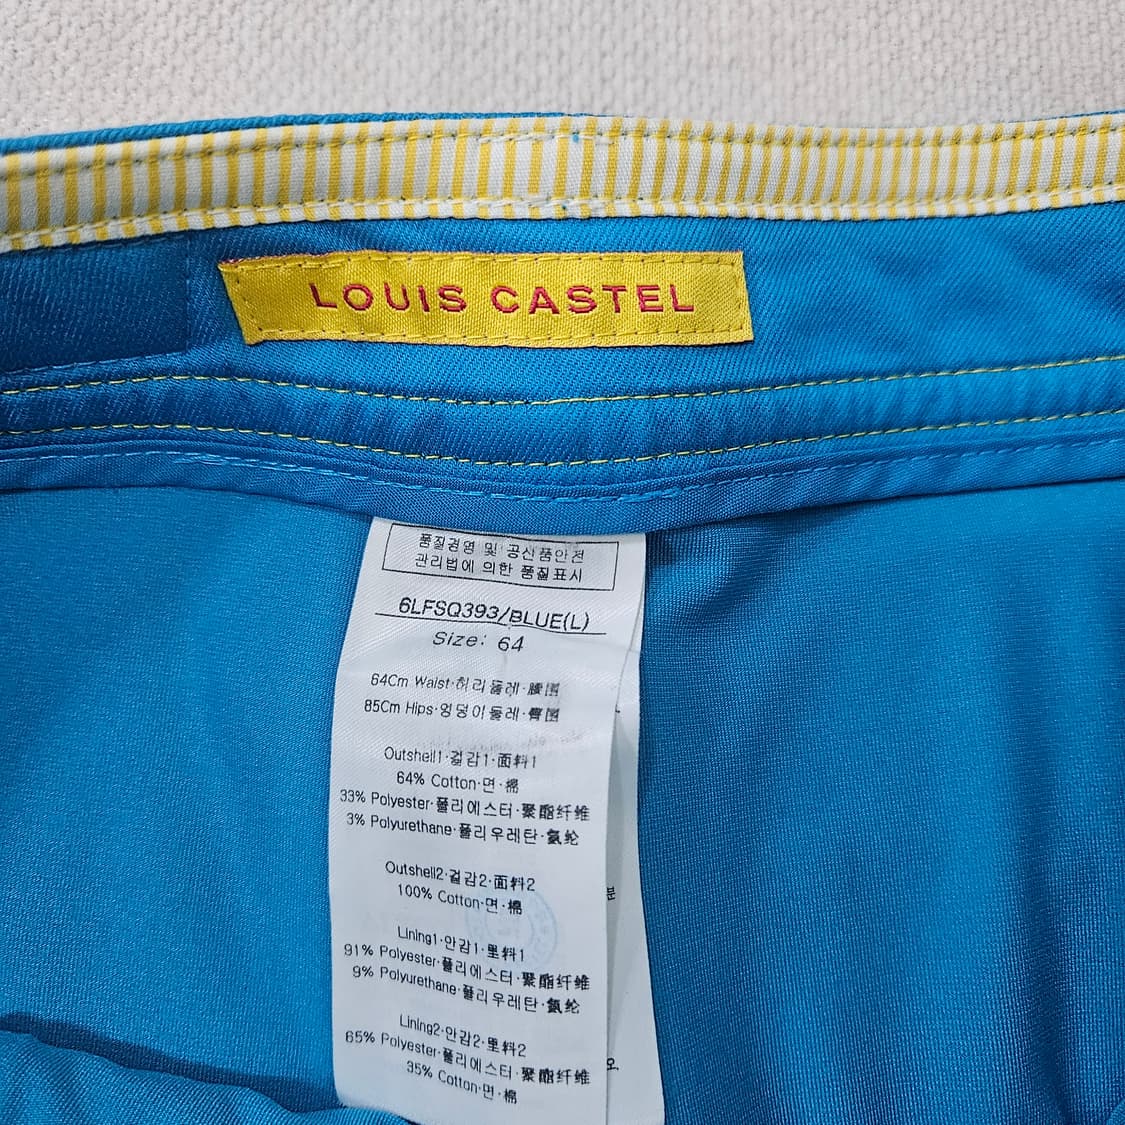 LOUIS CASTEL
품질경영 및 공산품안전
관리법에 의한 품질표시
6LFSQ393/BLUE(L)
Size: 64
64Cm Waist·허리둘레·腰围
85Cm Hips·엉덩이둘레·臀围
Outshell1·겉감1·面料1
64% Cotton·면·棉
33% Polyester·폴리에스터·聚酯纤维
3% Polyurethane·폴리우레탄·氨纶
Outshell2·겉감2·面料2
100% Cotton·면·棉
Lining1·안감1·里料1
91% Polyester·폴리에스터·聚酯纤维
9% Polyurethane·폴리우레탄·氨纶
Lining2·안감2·里料2
65% Polyester·폴리에스터·聚酯纤维
35% Cotton·면·棉